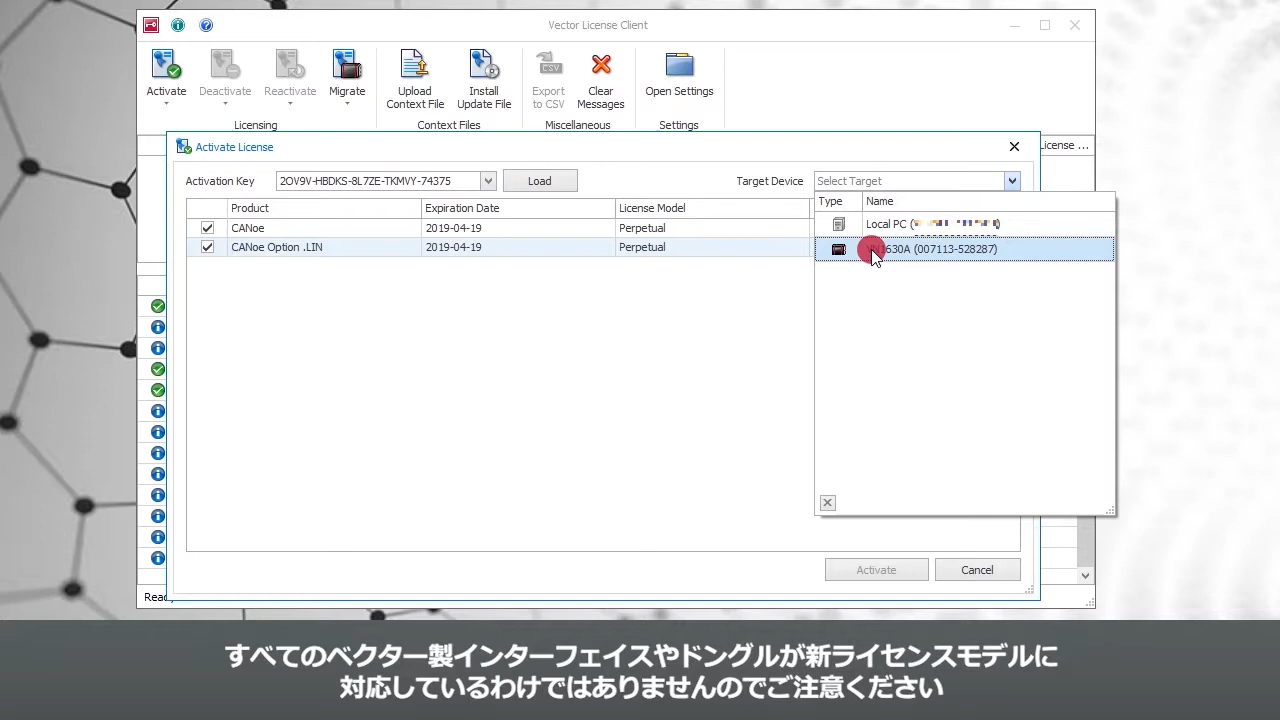 Vector License Client
Activate
Deactivate
Reactivate
Migrate
Upload
Context File
Install
Update File
Export
to CSV
Clear
Messages
Open Settings
Licensing
Context Files
Miscellaneous
Settings
Activate License
License ...
Activation Key
2OV9V-HBDKS-8L7ZE-TKMVY-74375
Load
Target Device
Select Target
Product
Expiration Date
License Model
Type
Name
CANoe
2019-04-19
Perpetual
Local PC (
)
CANoe Option .LIN
2019-04-19
Perpetual
1630A (007113-528287)
Activate
Cancel
すべてのベクター製インターフェイスやドングルが新ライセンスモデルに
対応しているわけではありませんのでご注意ください